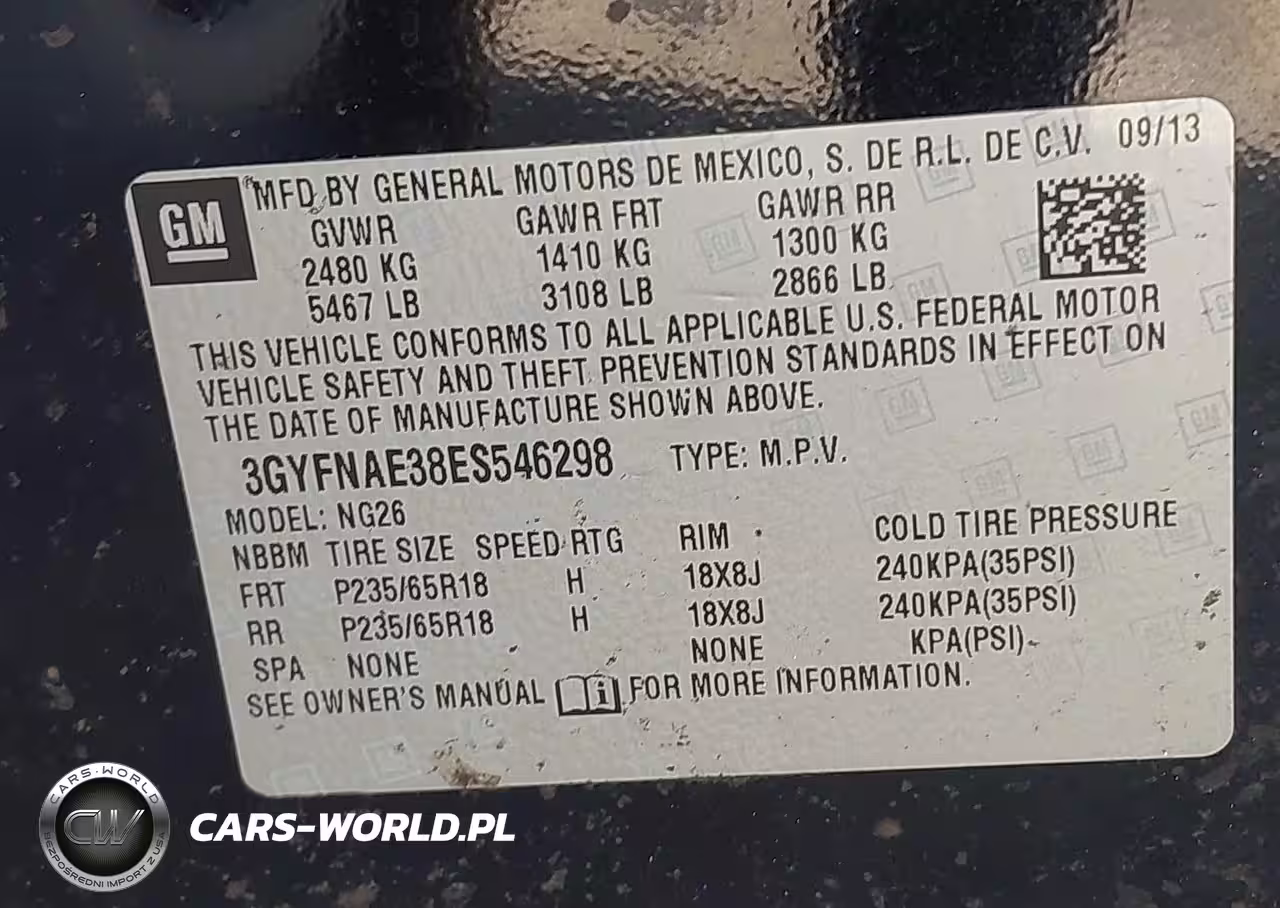 GM
MFD BY GENERAL MOTORS DE MEXICO, S. DE R.L. DE C.V. 09/13
GVWR GAWR FRT GAWR RR
2480 KG 1410 KG 1300 KG
5467 LB 3108 LB 2866 LB
THIS VEHICLE CONFORMS TO ALL APPLICABLE U.S. FEDERAL MOTOR
VEHICLE SAFETY AND THEFT PREVENTION STANDARDS IN EFFECT ON
THE DATE OF MANUFACTURE SHOWN ABOVE.
3GYFNAE38ES546298 TYPE: M.P.V.
MODEL: NG26
NBBM TIRE SIZE SPEED RTG RIM COLD TIRE PRESSURE
FRT P235/65R18 H 18X8J 240KPA(35PSI)
RR P235/65R18 H 18X8J 240KPA(35PSI)
SPA NONE NONE KPA(PSI)
SEE OWNER'S MANUAL FOR MORE INFORMATION.
CARS-WORLD
CW
BEZPOŚREDNI IMPORT Z USA
CARS-WORLD.PL